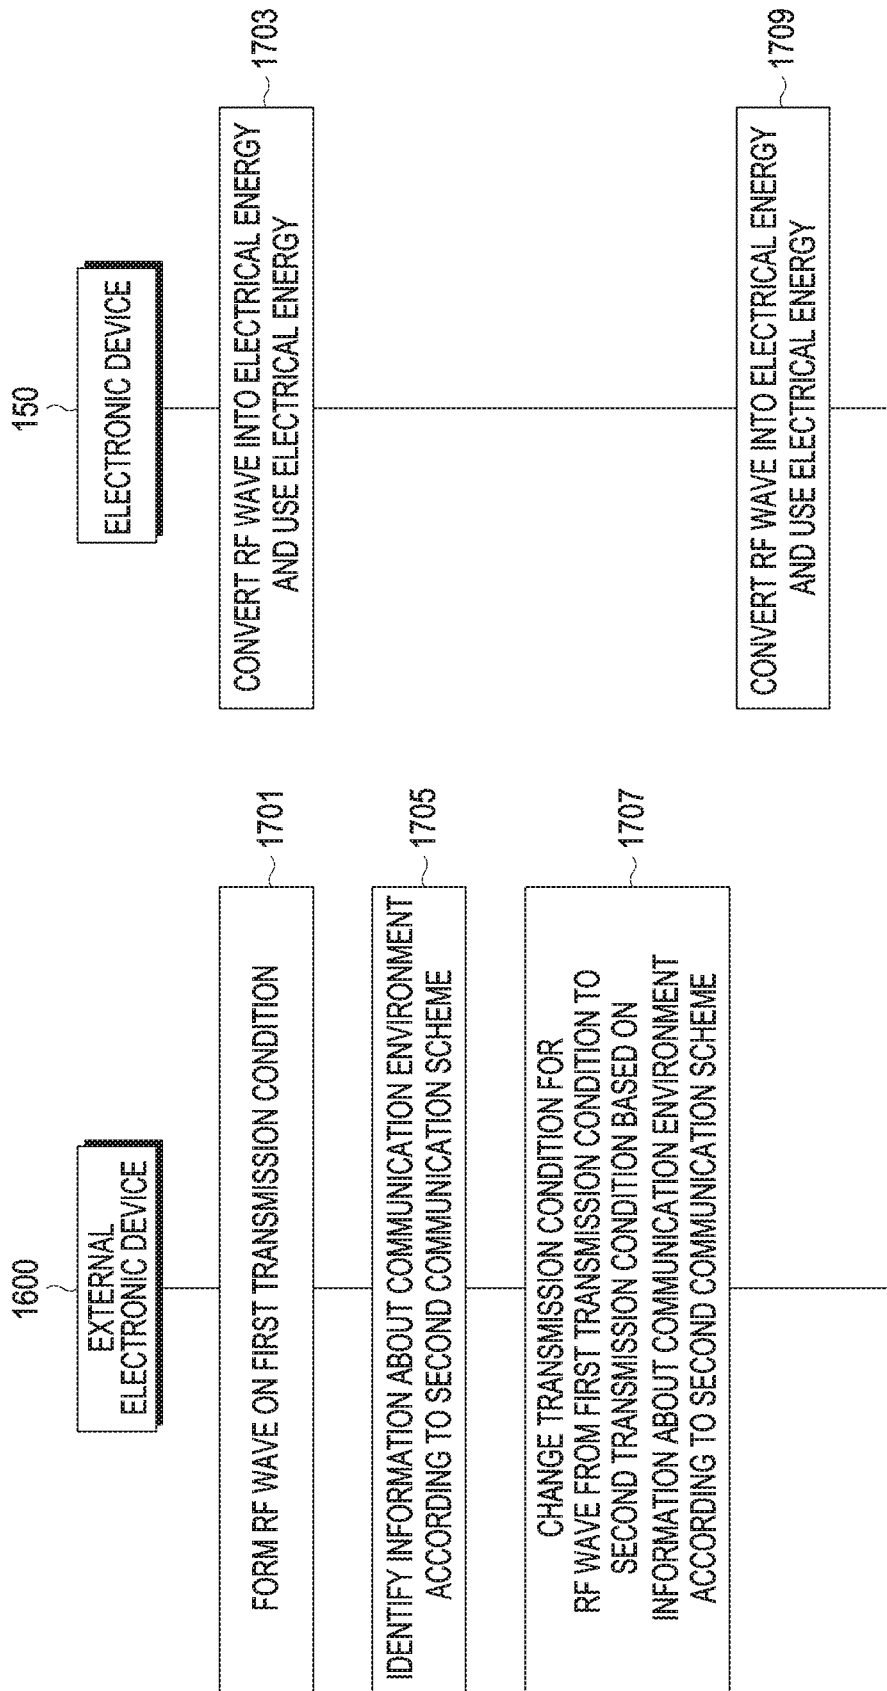 1600
EXTERNAL
ELECTRONIC DEVICE
150
ELECTRONIC DEVICE
1701
FORM RF WAVE ON FIRST TRANSMISSION CONDITION
1703
CONVERT RF WAVE INTO ELECTRICAL ENERGY
AND USE ELECTRICAL ENERGY
1705
IDENTIFY INFORMATION ABOUT COMMUNICATION ENVIRONMENT
ACCORDING TO SECOND COMMUNICATION SCHEME
1707
CHANGE TRANSMISSION CONDITION FOR
RF WAVE FROM FIRST TRANSMISSION CONDITION TO
SECOND TRANSMISSION CONDITION BASED ON
INFORMATION ABOUT COMMUNICATION ENVIRONMENT
ACCORDING TO SECOND COMMUNICATION SCHEME
1709
CONVERT RF WAVE INTO ELECTRICAL ENERGY
AND USE ELECTRICAL ENERGY